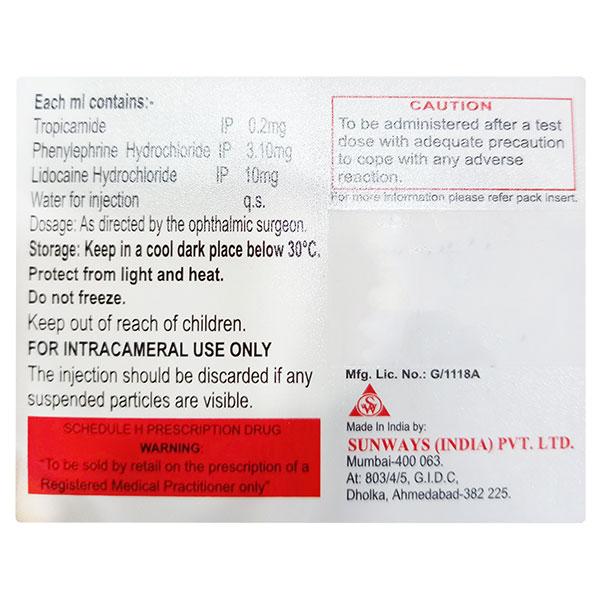 Each ml contains:-
Tropicamide IP 0.2mg
Phenylephrine Hydrochloride IP 3.10mg
Lidocaine Hydrochloride IP 10mg
Water for injection q.s.
Dosage: As directed by the ophthalmic surgeon.
Storage: Keep in a cool dark place below 30°C.
Protect from light and heat.
Do not freeze.
Keep out of reach of children.
FOR INTRACAMERAL USE ONLY
The injection should be discarded if any
suspended particles are visible.
SCHEDULE H PRESCRIPTION DRUG
WARNING:
"To be sold by retail on the prescription of a
Registered Medical Practitioner only"
CAUTION
To be administered after a test
dose with adequate precaution
to cope with any adverse
reaction.
For more information please refer pack insert.
Mfg. Lic. No.: G/1118A
SW
Made In India by:
SUNWAYS (INDIA) PVT. LTD.
Mumbai-400 063.
At: 803/4/5, G.I.D.C,
Dholka, Ahmedabad-382 225.